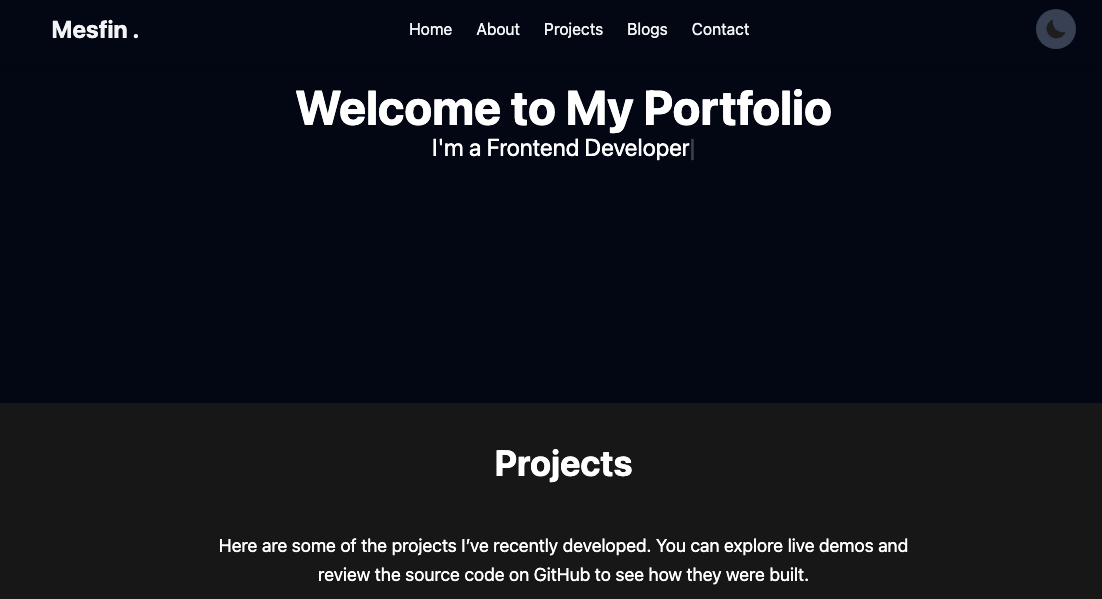 Mesfin .
Home About Projects Blogs Contact
Welcome to My Portfolio
I'm a Frontend Developer|
Projects
Here are some of the projects I’ve recently developed. You can explore live demos and
review the source code on GitHub to see how they were built.